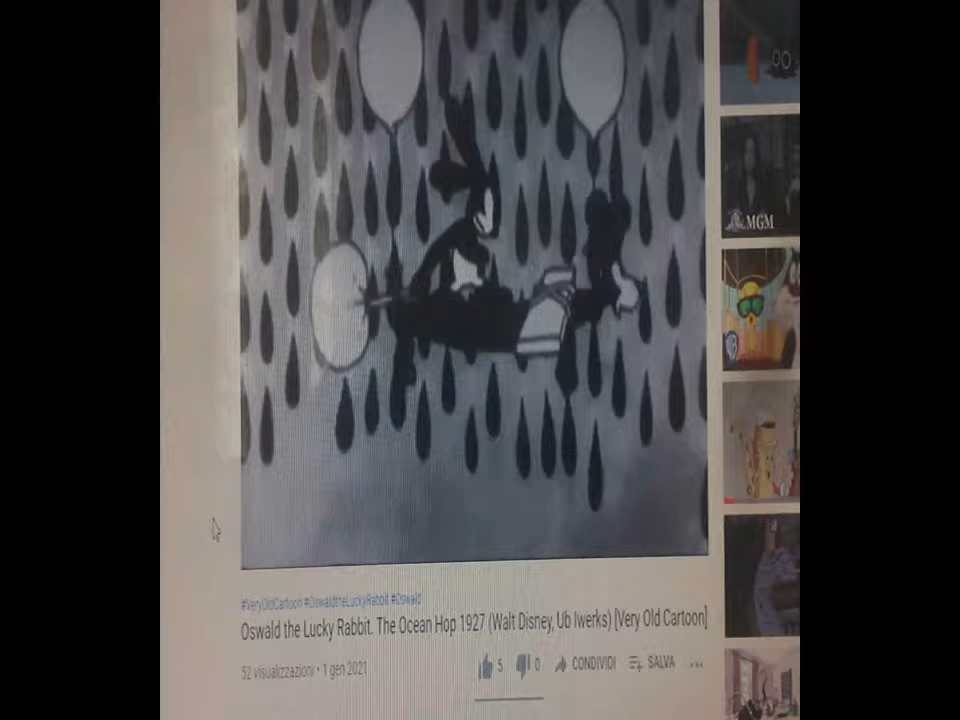 MGM
#VeryOldCartoon #OswaldtheLuckyRabbit #Oswald
Oswald the Lucky Rabbit. The Ocean Hop 1927 (Walt Disney, Ub Iwerks) [Very Old Cartoon]
52 visualizzazioni • 1 gen 2021
5 0 CONDIVIDI SALVA